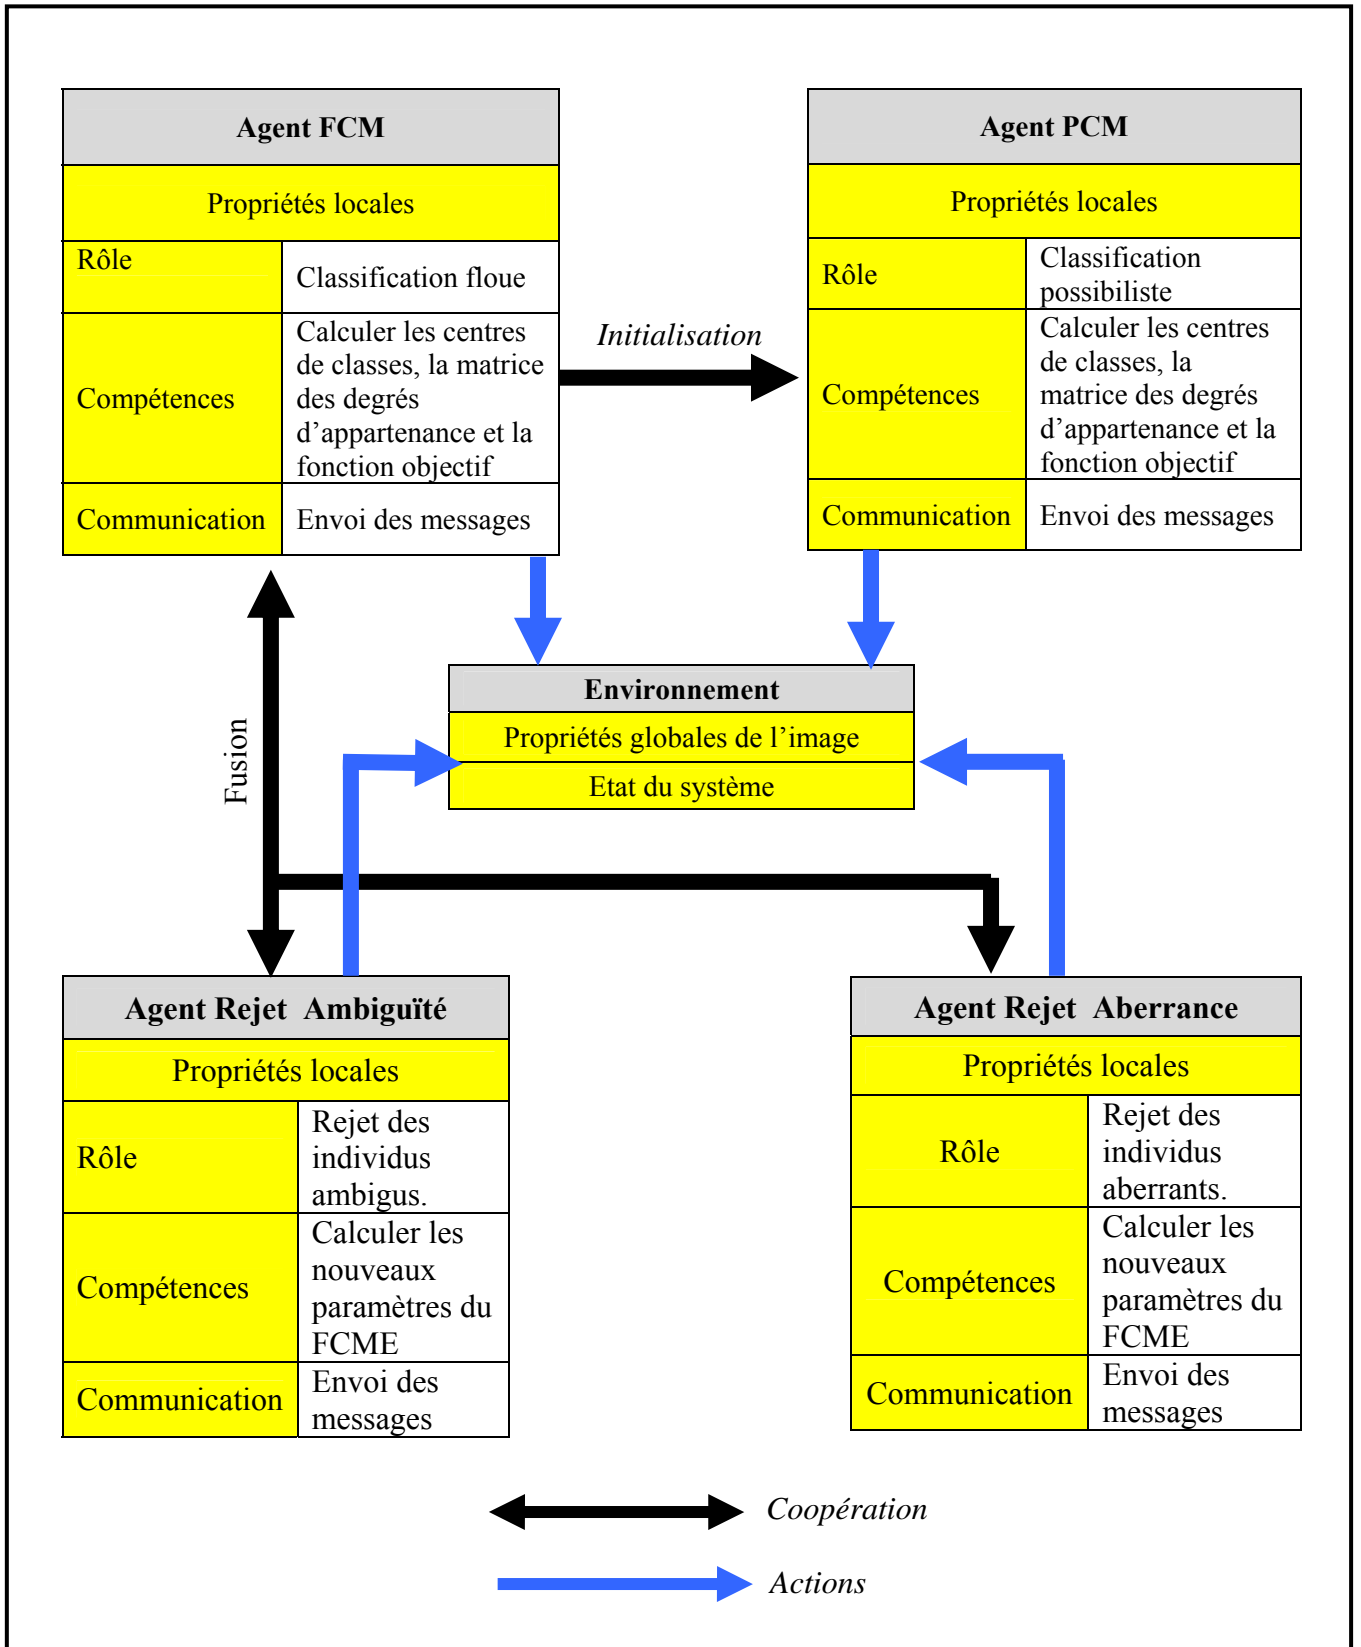 Agent FCM
Propriétés locales
Rôle
Classification floue
Compétences
Calculer les centres
de classes, la matrice
des degrés
d’appartenance et la
fonction objectif
Communication
Envoi des messages
Initialisation
Agent PCM
Propriétés locales
Rôle
Classification
possibiliste
Compétences
Calculer les centres
de classes, la
matrice des degrés
d’appartenance et la
fonction objectif
Communication
Envoi des messages
Fusion
Environnement
Propriétés globales de l’image
Etat du système
Agent Rejet Ambiguïté
Propriétés locales
Rôle
Rejet des
individus
ambigus.
Compétences
Calculer les
nouveaux
paramètres du
FCME
Communication
Envoi des
messages
Agent Rejet Aberrance
Propriétés locales
Rôle
Rejet des
individus
aberrants.
Compétences
Calculer les
nouveaux
paramètres du
FCME
Communication
Envoi des
messages
Coopération
Actions